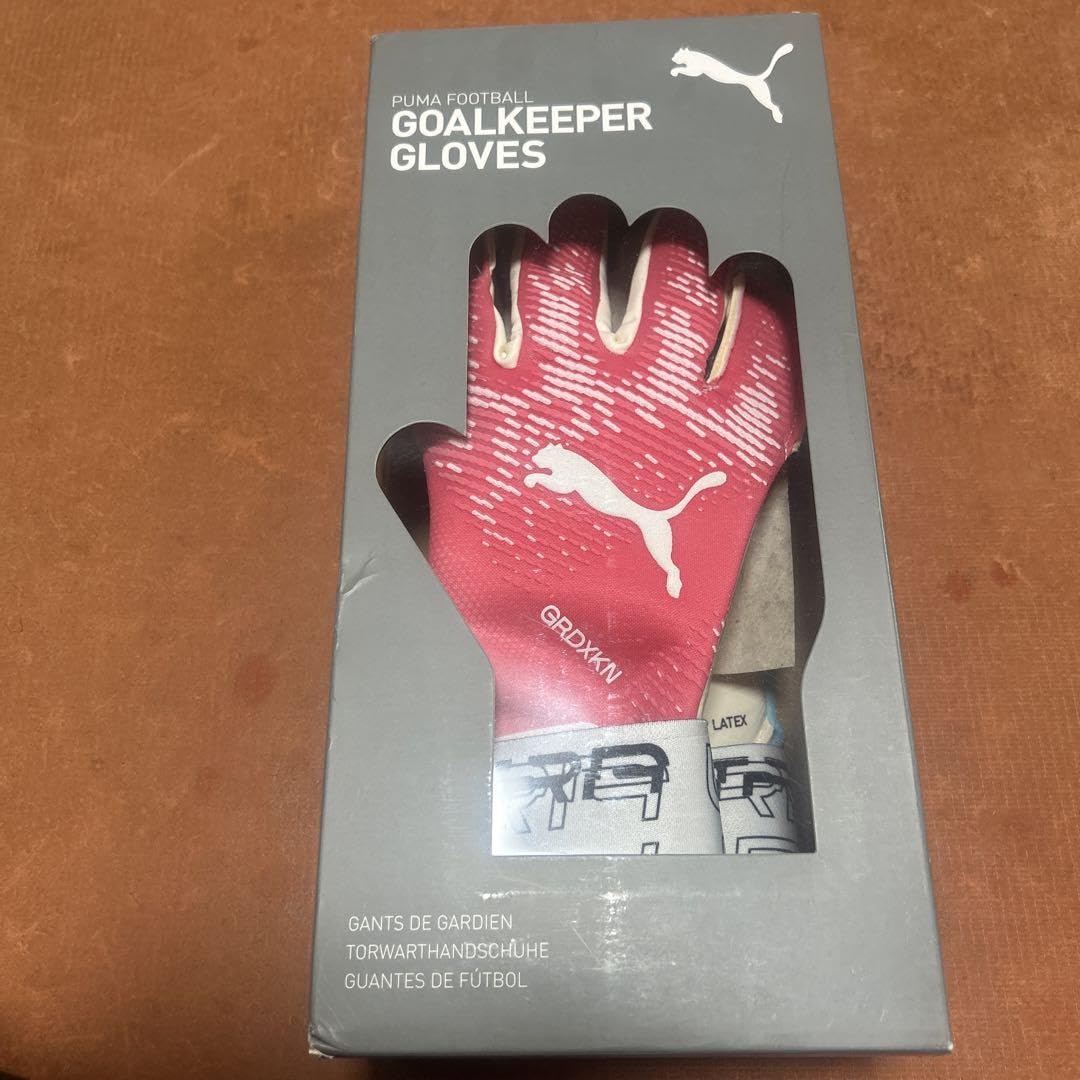 PUMA FOOTBALL
GOALKEEPER
GLOVES
GRDXKN
LATEX
GANTS DE GARDIEN
TORWARTHANDSCHUHE
GUANTES DE FÚTBOL